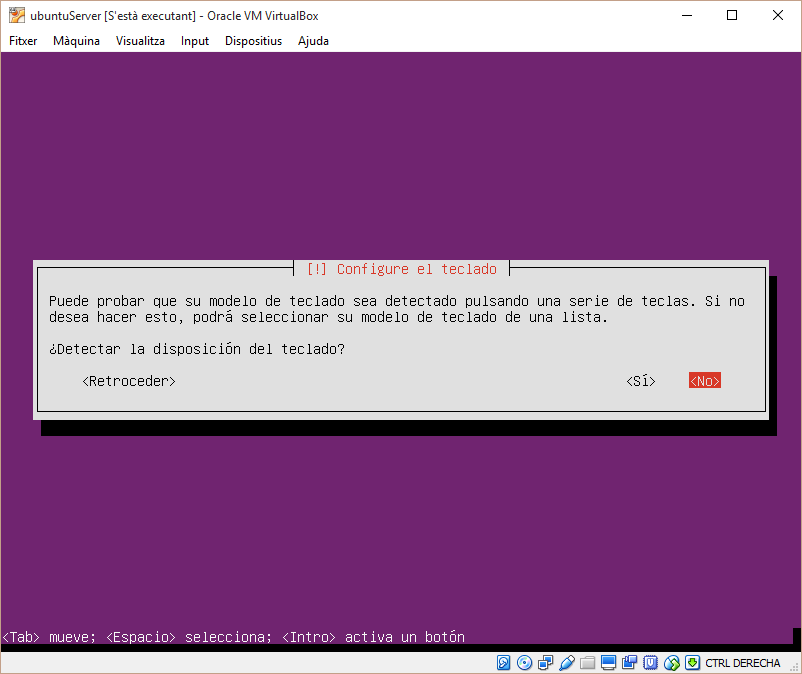 ubuntuServer [S'està executant] - Oracle VM VirtualBox
Fitxer Màquina Visualitza Input Dispositius Ajuda
[!] Configure el teclado
Puede probar que su modelo de teclado sea detectado pulsando una serie de teclas. Si no
desea hacer esto, podrá seleccionar su modelo de teclado de una lista.
¿Detectar la disposición del teclado?
<Retroceder> <Sí> <No>
<Tab> mueve; <Espacio> selecciona; <Intro> activa un botón
CTRL DERECHA